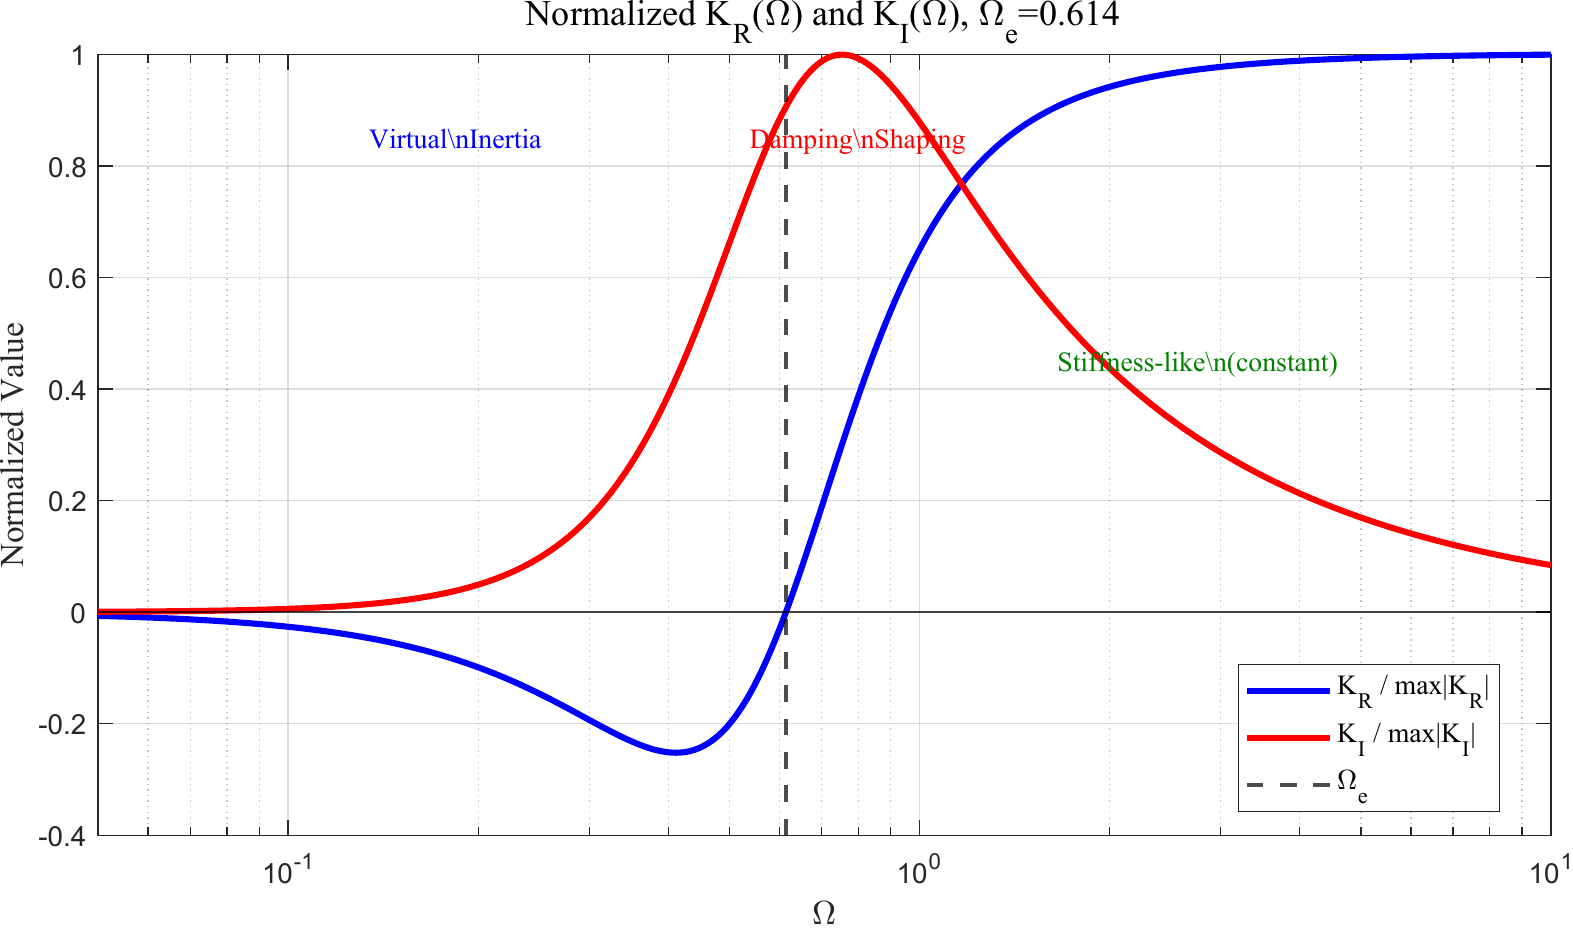 Normalized K_R(Ω) and K_I(Ω), Ω_e=0.614
1
0.8
0.6
0.4
0.2
0
-0.2
-0.4
Normalized Value
Virtual\nInertia
Damping\nShaping
Stiffness-like\n(constant)
K_R / max|K_R|
K_I / max|K_I|
Ω_e
10^-1
10^0
10^1
Ω